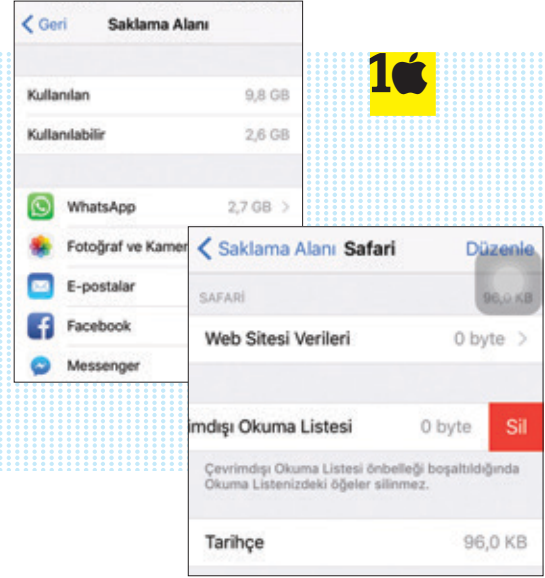 Geri Saklama Alanı
Kullanılan 9,8 GB
Kullanılabilir 2,6 GB
WhatsApp 2,7 GB
Fotoğraf ve Kamer
E-postalar
Facebook
Messenger
1
Saklama Alanı Safari Düzenle
SAFARİ 96,0 KB
Web Sitesi Verileri 0 byte
imdışı Okuma Listesi 0 byte Sil
Çevrimdışı Okuma Listesi önbelleği boşaltıldığında
Okuma Listenizdeki öğeler silinmez.
Tarihçe 96,0 KB